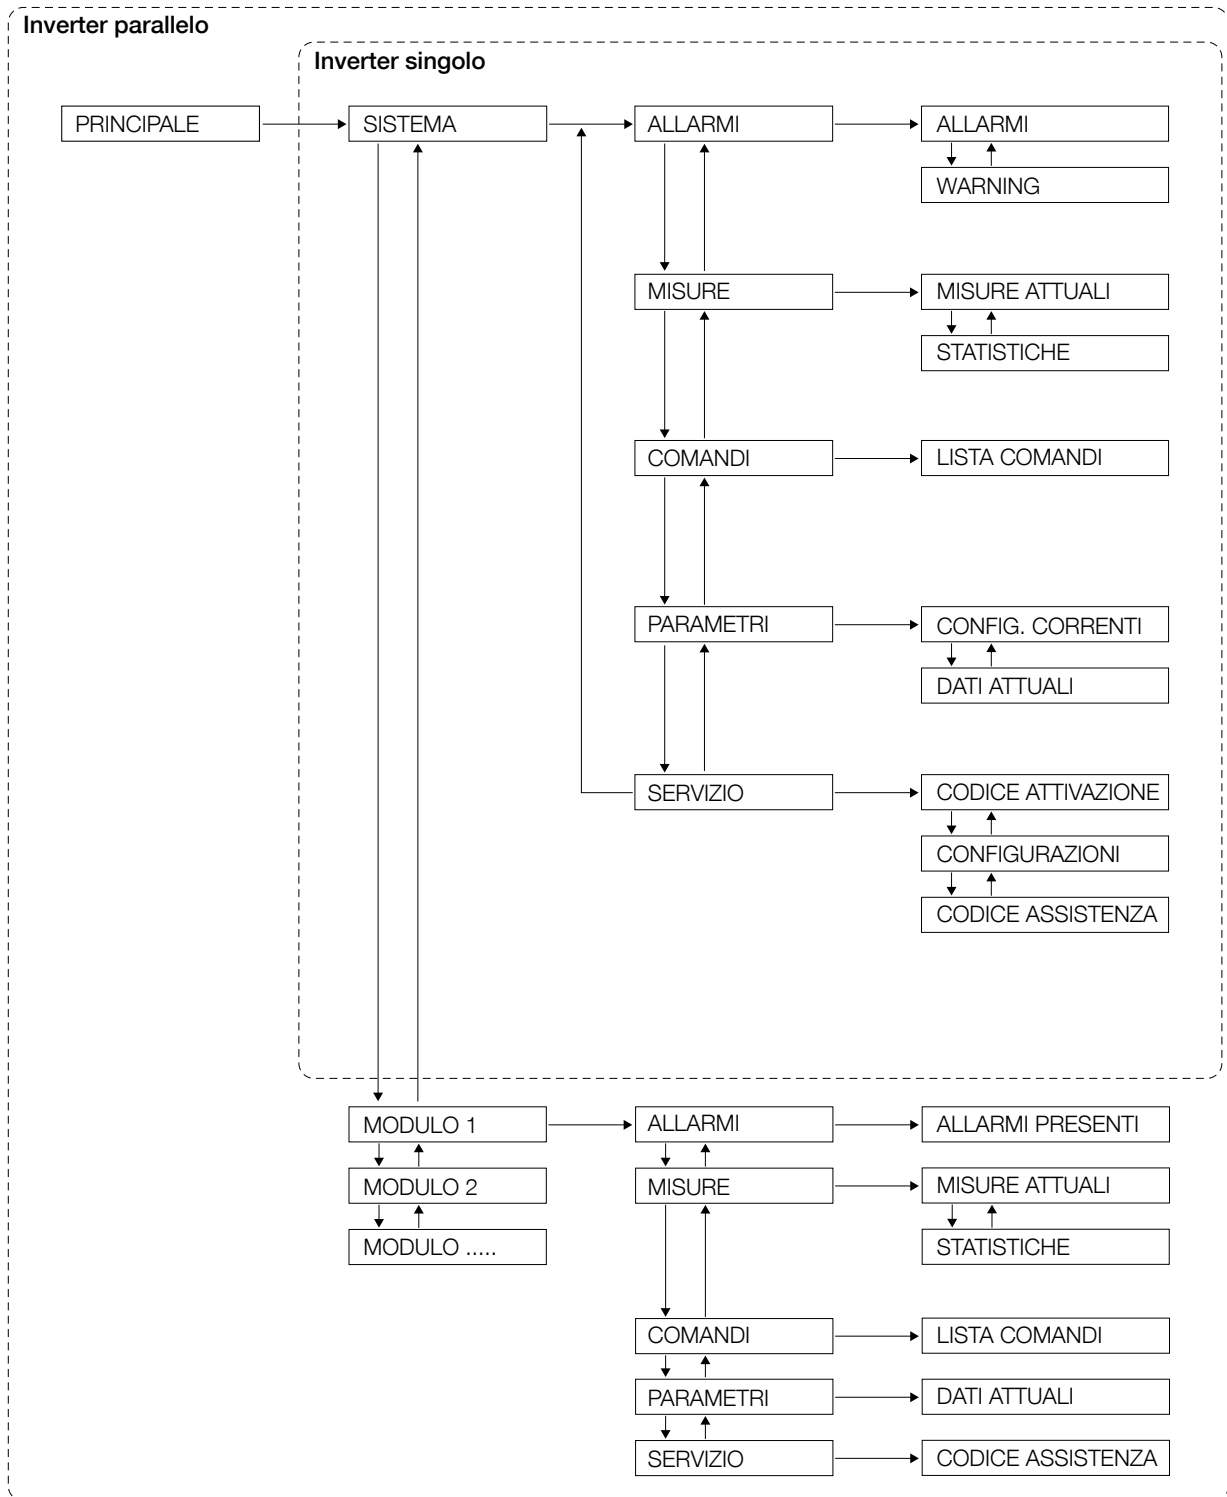 Inverter parallelo
Inverter singolo
PRINCIPALE
SISTEMA
ALLARMI
ALLARMI
WARNING
MISURE
MISURE ATTUALI
STATISTICHE
COMANDI
LISTA COMANDI
PARAMETRI
CONFIG. CORRENTI
DATI ATTUALI
SERVIZIO
CODICE ATTIVAZIONE
CONFIGURAZIONI
CODICE ASSISTENZA
MODULO 1
ALLARMI
ALLARMI PRESENTI
MODULO 2
MISURE
MISURE ATTUALI
MODULO .....
STATISTICHE
COMANDI
LISTA COMANDI
PARAMETRI
DATI ATTUALI
SERVIZIO
CODICE ASSISTENZA